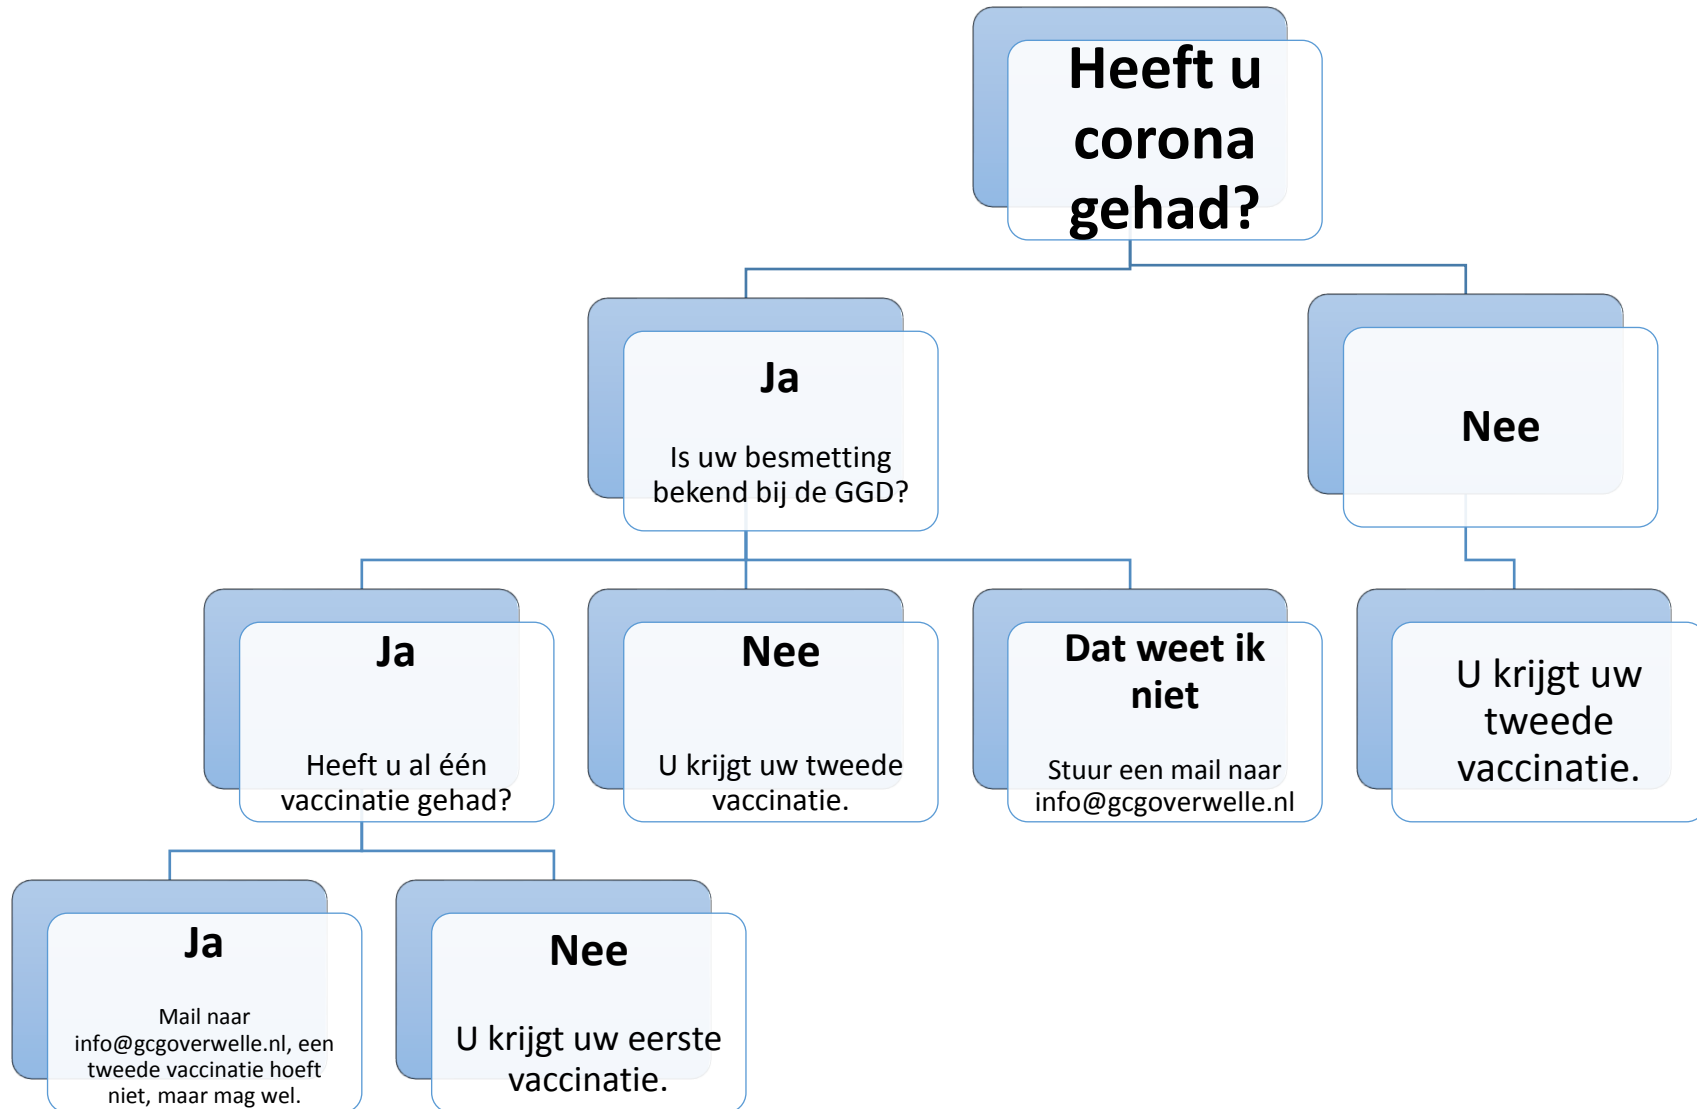 Heeft u
corona
gehad?
Ja
Is uw besmetting
bekend bij de GGD?
Nee
Ja
Heeft u al één
vaccinatie gehad?
Nee
U krijgt uw tweede
vaccinatie.
Dat weet ik
niet
Stuur een mail naar
info@gcgoverwelle.nl
U krijgt uw
tweede
vaccinatie.
Ja
Mail naar
info@gcgoverwelle.nl, een
tweede vaccinatie hoeft
niet, maar mag wel.
Nee
U krijgt uw eerste
vaccinatie.